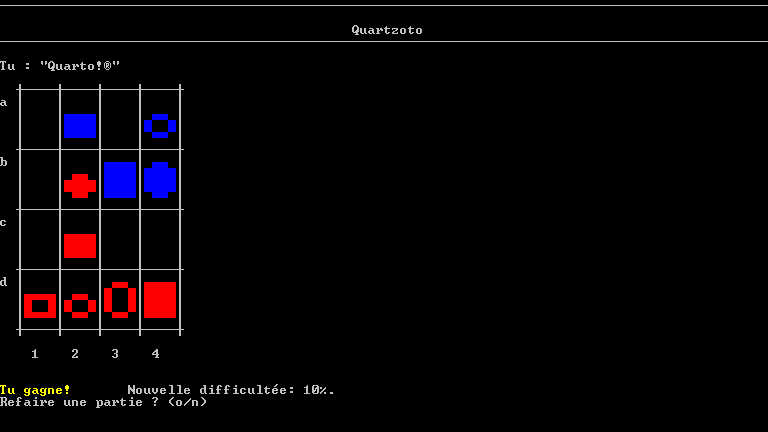 Quartzoto
Tu : "Quarto!®"
a
b
c
d
1 2 3 4
Tu gagne! Nouvelle difficultée: 10%.
Refaire une partie ? (o/n)